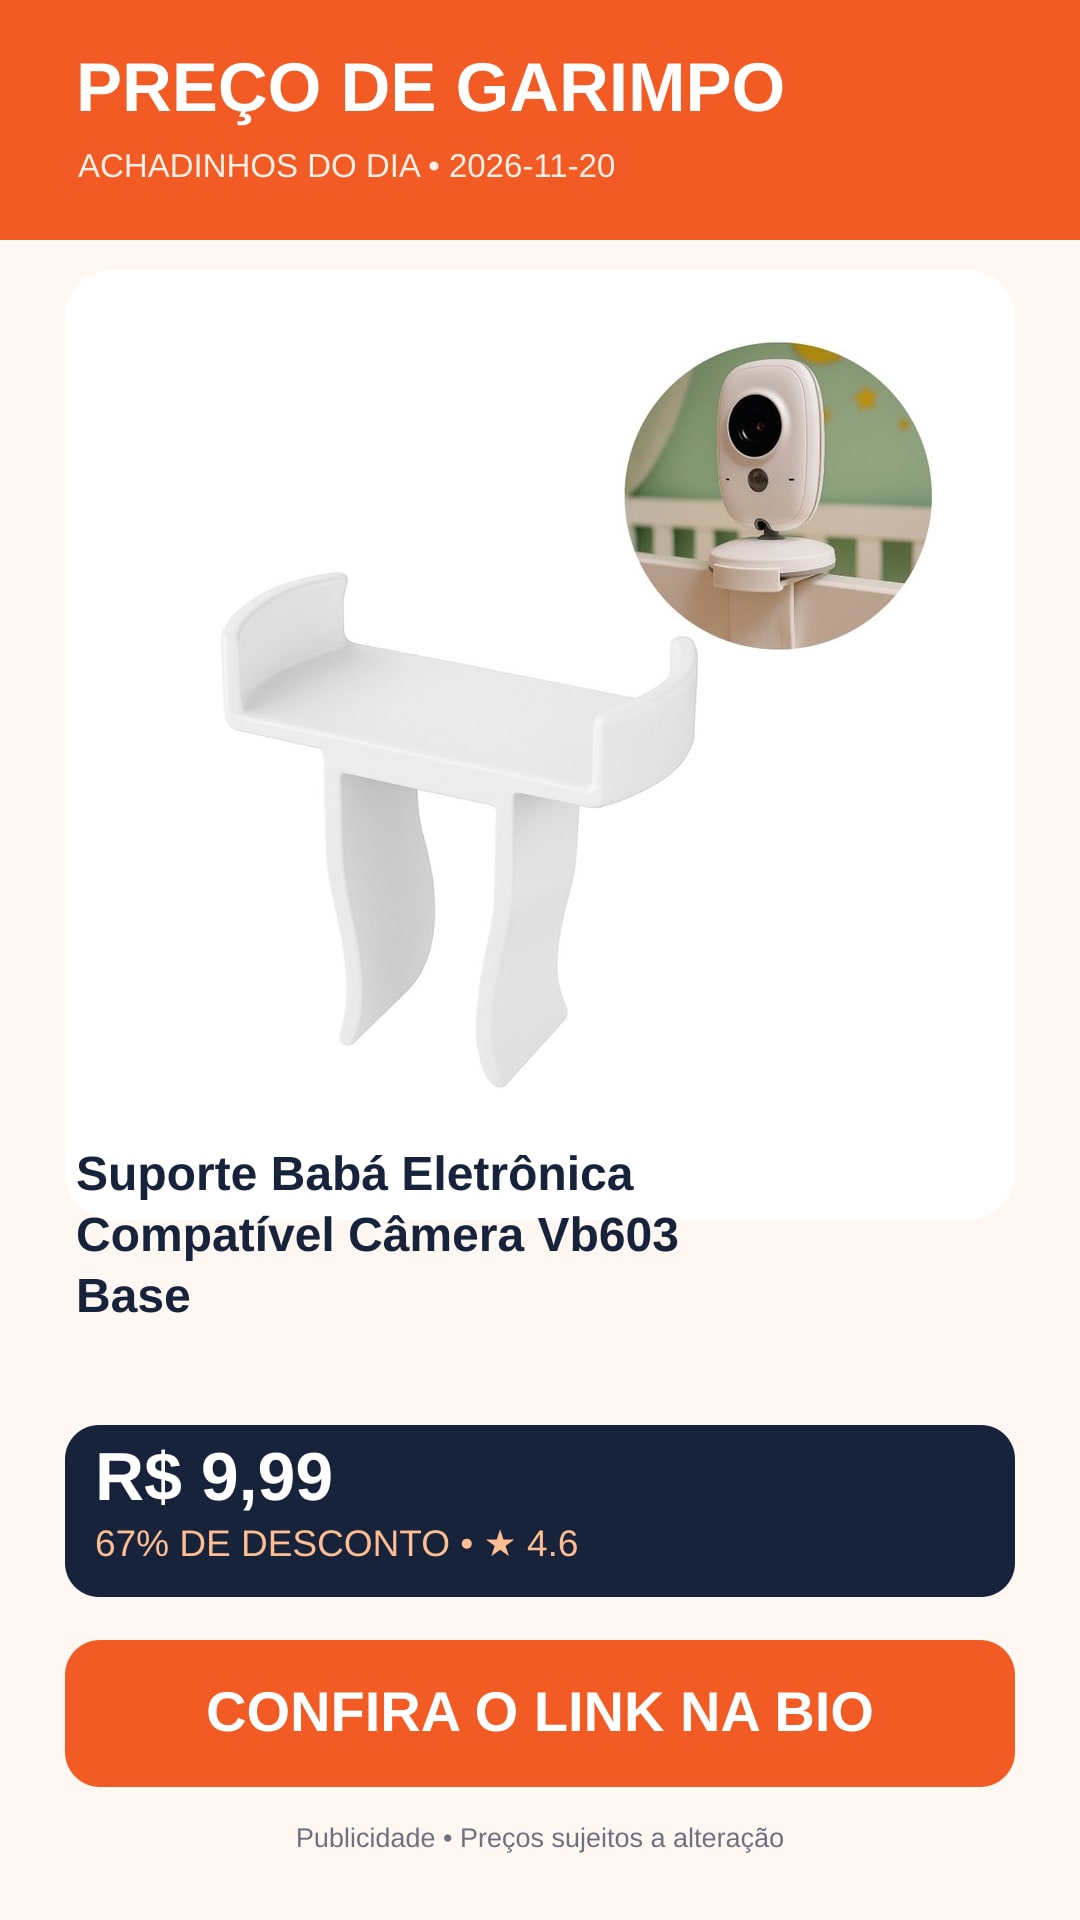 PREÇO DE GARIMPO
ACHADINHOS DO DIA • 2026-11-20
Suporte Babá Eletrônica
Compatível Câmera Vb603
Base
R$ 9,99
67% DE DESCONTO • ★ 4.6
CONFIRA O LINK NA BIO
Publicidade • Preços sujeitos a alteração